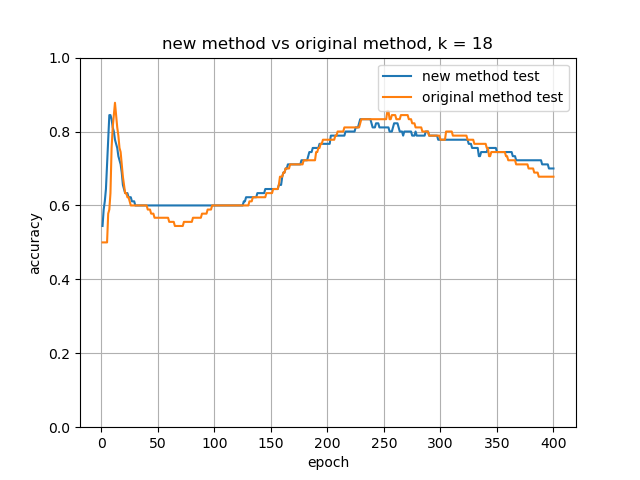 new method vs original method, k = 18
new method test
original method test
1.0
0.8
0.6
0.4
0.2
0.0
accuracy
0 50 100 150 200 250 300 350 400
epoch